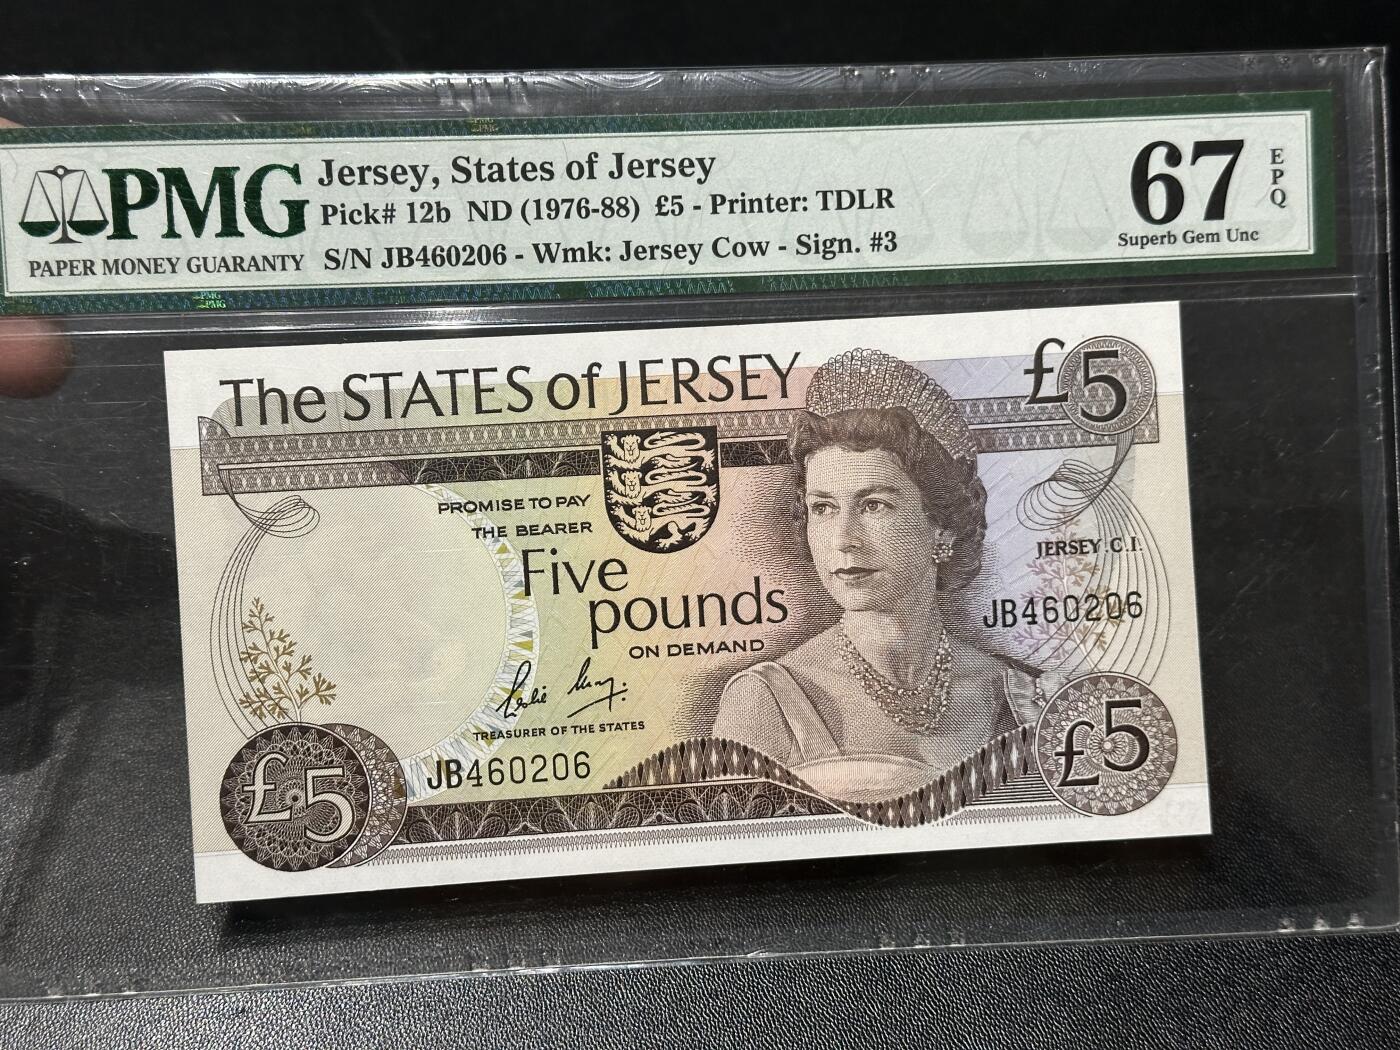 PMG
PAPER MONEY GUARANTY
Jersey, States of Jersey
Pick# 12b ND (1976-88) £5 - Printer: TDLR
S/N JB460206 - Wmk: Jersey Cow - Sign. #3
67
EPQ
Superb Gem Unc
The STATES of JERSEY
£5
PROMISE TO PAY
THE BEARER
Five
pounds
ON DEMAND
JERSEY.C.I.
JB460206
TREASURER OF THE STATES
JB460206
£5
£5